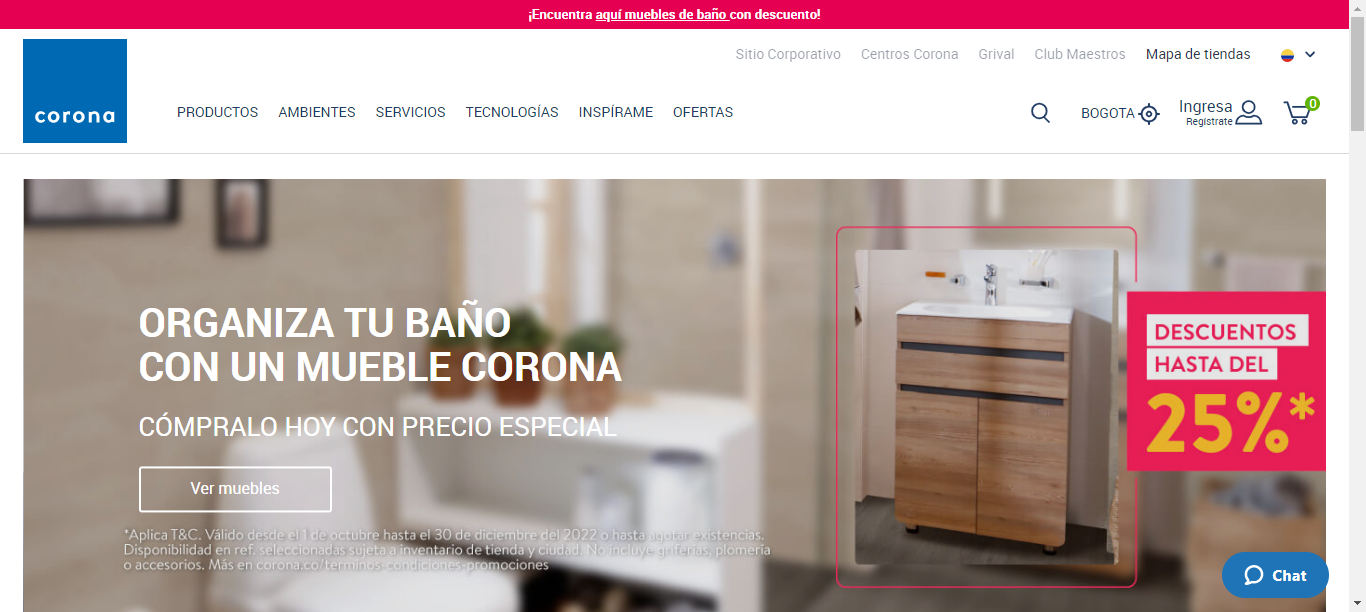 ¡Encuentra aquí muebles de baño con descuento!
Sitio Corporativo Centros Corona Grival Club Maestros Mapa de tiendas
corona
PRODUCTOS AMBIENTES SERVICIOS TECNOLOGÍAS INSPÍRAME OFERTAS
BOGOTA
Ingresa
Regístrate
0
ORGANIZA TU BAÑO
CON UN MUEBLE CORONA
CÓMPRALO HOY CON PRECIO ESPECIAL
Ver muebles
*Aplica T&C. Válido desde el 1 de octubre hasta el 30 de diciembre del 2022 o hasta agotar existencias.
Disponibilidad en ref. seleccionadas sujeta a inventario de tienda y ciudad. No incluye griferías, plomería
o accesorios. Más en corona.co/terminos-condiciones-promociones
DESCUENTOS
HASTA DEL
25%*
Chat